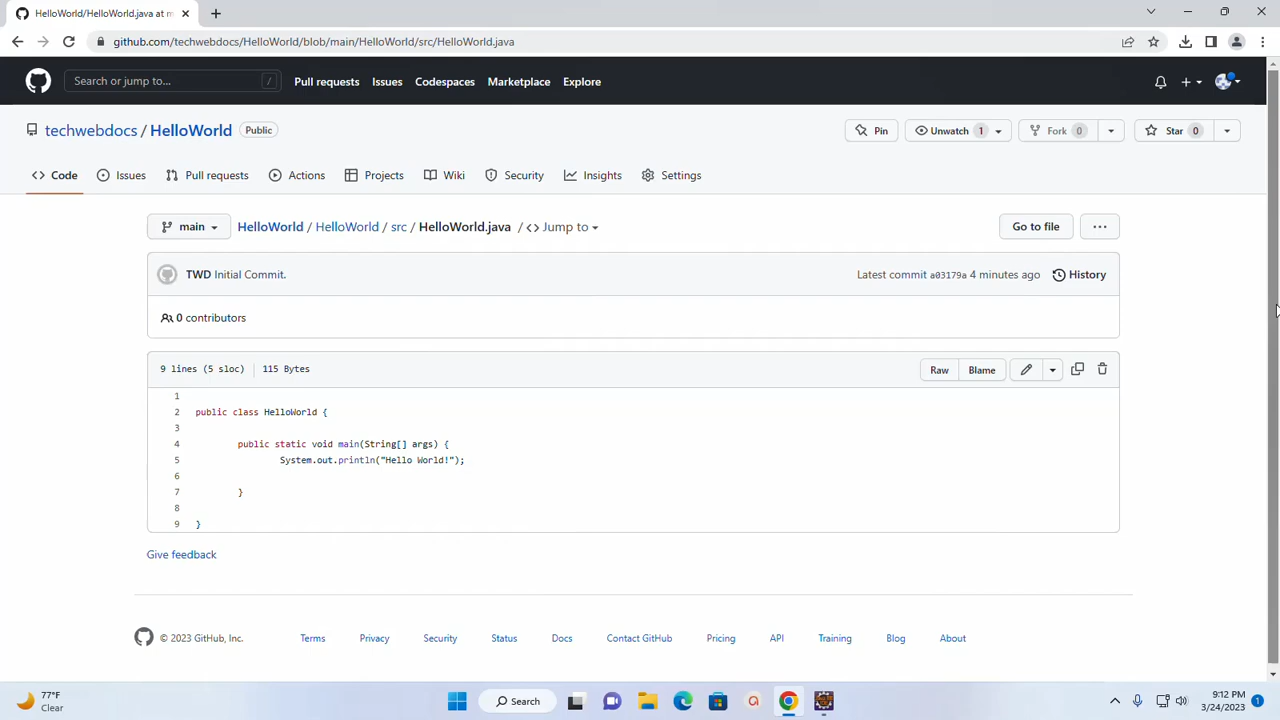 HelloWorld/HelloWorld.java at m
github.com/techwebdocs/HelloWorld/blob/main/HelloWorld/src/HelloWorld.java
Search or jump to... / Pull requests Issues Codespaces Marketplace Explore
techwebdocs / HelloWorld Public Pin Unwatch 1 Fork 0 Star 0
Code Issues Pull requests Actions Projects Wiki Security Insights Settings
main HelloWorld / HelloWorld / src / HelloWorld.java / <> Jump to Go to file ...
TWD Initial Commit. Latest commit a03179a 4 minutes ago History
0 contributors
9 lines (5 sloc) 115 Bytes Raw Blame
1
2 public class HelloWorld {
3
4 public static void main(String[] args) {
5 System.out.println("Hello World!");
6
7 }
8
9 }
Give feedback
© 2023 GitHub, Inc. Terms Privacy Security Status Docs Contact GitHub Pricing API Training Blog About
77°F
Clear
Search
9:12 PM
3/24/2023
1